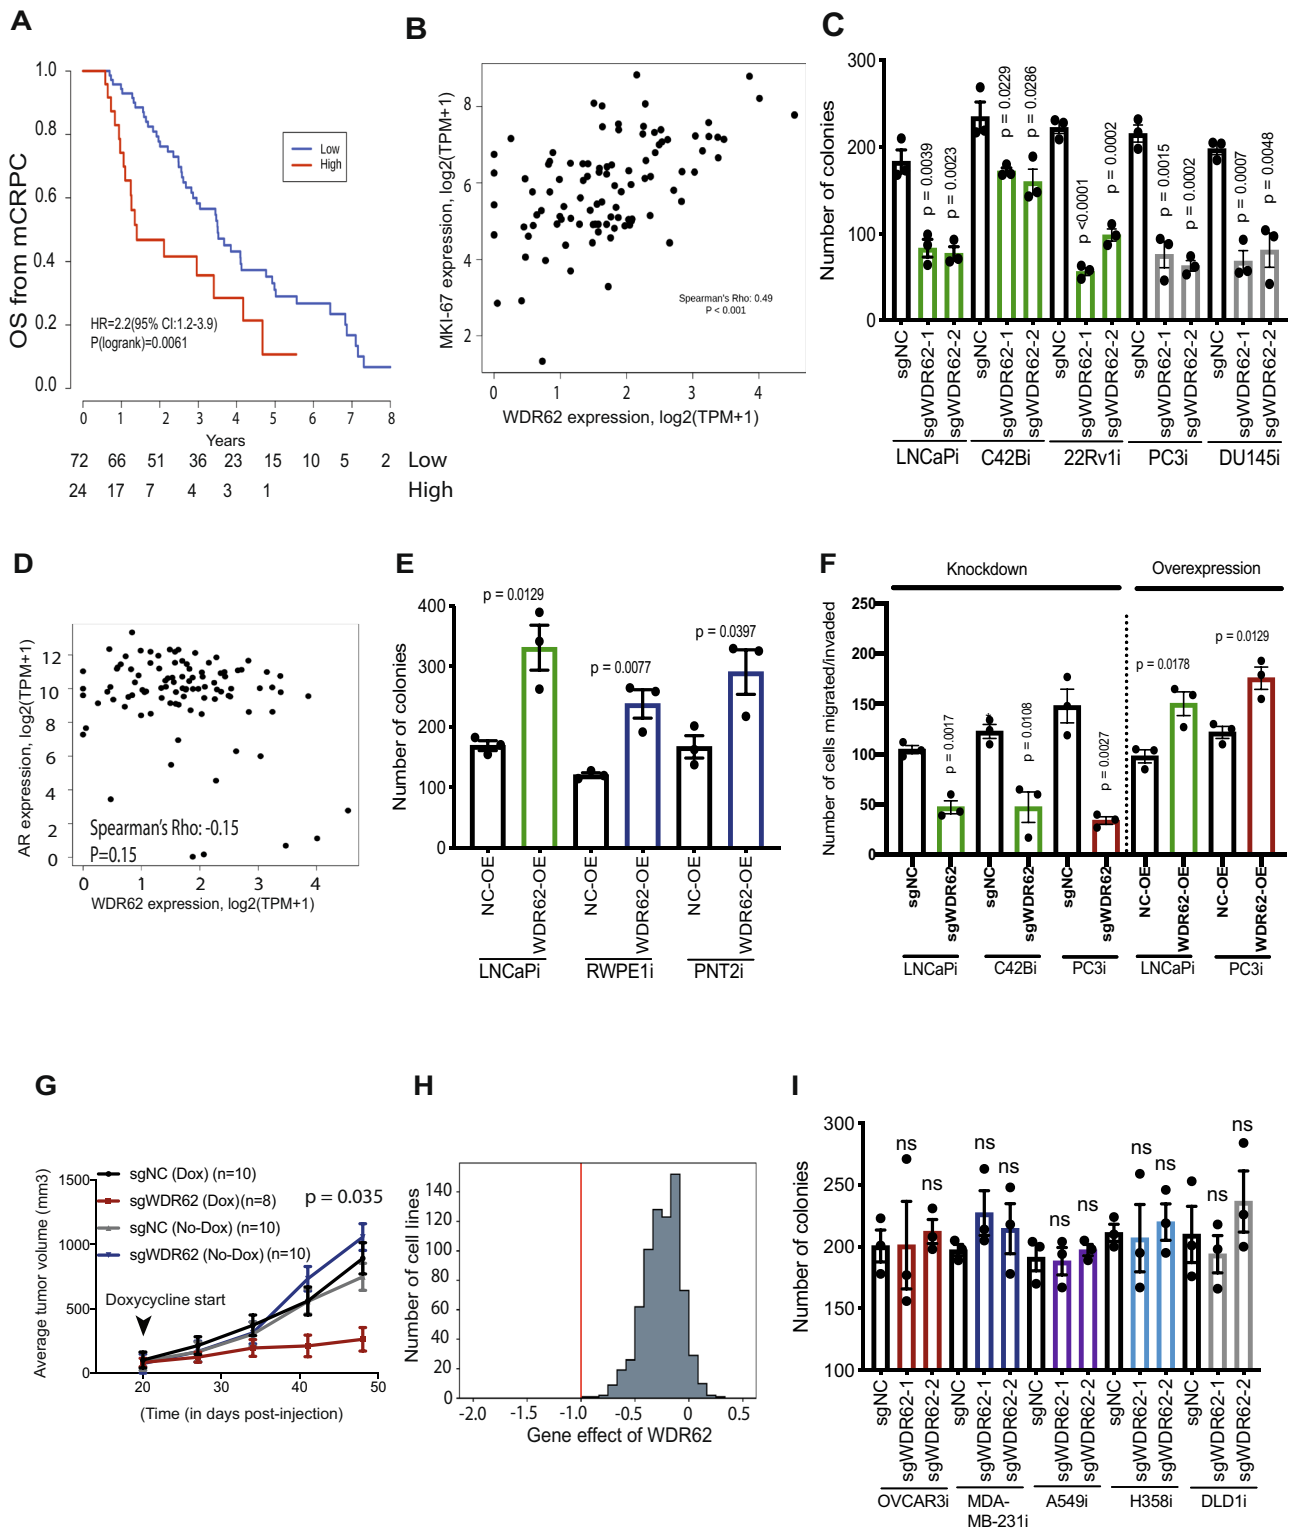 A
OS from mCRPC
1.0
0.8
0.6
0.4
0.2
0.0
Low
High
HR=2.2(95% CI:1.2-3.9)
P(logrank)=0.0061
0 1 2 3 4 5 6 7 8
Years
72 66 51 36 23 15 10 5 2 Low
24 17 7 4 3 1 High
B
MKI-67 expression, log2(TPM+1)
8
6
4
2
Spearman's Rho: 0.49
P < 0.001
0 1 2 3 4
WDR62 expression, log2(TPM+1)
C
Number of colonies
300
200
100
0
p = 0.0039
p = 0.0023
p = 0.0229
p = 0.0286
p <0.0001
p = 0.0002
p = 0.0015
p = 0.0002
p = 0.0007
p = 0.0048
sgNC
sgWDR62-1
sgWDR62-2
sgNC
sgWDR62-1
sgWDR62-2
sgNC
sgWDR62-1
sgWDR62-2
sgNC
sgWDR62-1
sgWDR62-2
sgNC
sgWDR62-1
sgWDR62-2
LNCaPi C42Bi 22Rv1i PC3i DU145i
D
AR expression, log2(TPM+1)
12
10
8
6
4
2
0
Spearman's Rho: -0.15
P=0.15
0 1 2 3 4
WDR62 expression, log2(TPM+1)
E
Number of colonies
400
300
200
100
0
p = 0.0129
p = 0.0077
p = 0.0397
NC-OE
WDR62-OE
NC-OE
WDR62-OE
NC-OE
WDR62-OE
LNCaPi RWPE1i PNT2i
F
Knockdown Overexpression
Number of cells migrated/invaded
250
200
150
100
50
0
p = 0.0017
p = 0.0108
p = 0.0027
p = 0.0178
p = 0.0129
sgNC
sgWDR62
sgNC
sgWDR62
sgNC
sgWDR62
NC-OE
WDR62-OE
NC-OE
WDR62-OE
LNCaPi C42Bi PC3i LNCaPi PC3i
G
Average tumor volume (mm3)
1500
1000
500
0
sgNC (Dox) (n=10)
sgWDR62 (Dox)(n=8)
sgNC (No-Dox) (n=10)
sgWDR62 (No-Dox) (n=10)
p = 0.035
Doxycycline start
20 30 40 50
(Time (in days post-injection)
H
Number of cell lines
140
120
100
80
60
40
20
0
-2.0 -1.5 -1.0 -0.5 0 0.5
Gene effect of WDR62
I
Number of colonies
300
250
200
150
100
ns
ns
ns
ns
ns
ns
ns
ns
ns
ns
sgNC
sgWDR62-1
sgWDR62-2
sgNC
sgWDR62-1
sgWDR62-2
sgNC
sgWDR62-1
sgWDR62-2
sgNC
sgWDR62-1
sgWDR62-2
sgNC
sgWDR62-1
sgWDR62-2
OVCAR3i MDA- A549i H358i DLD1i
MB-231i